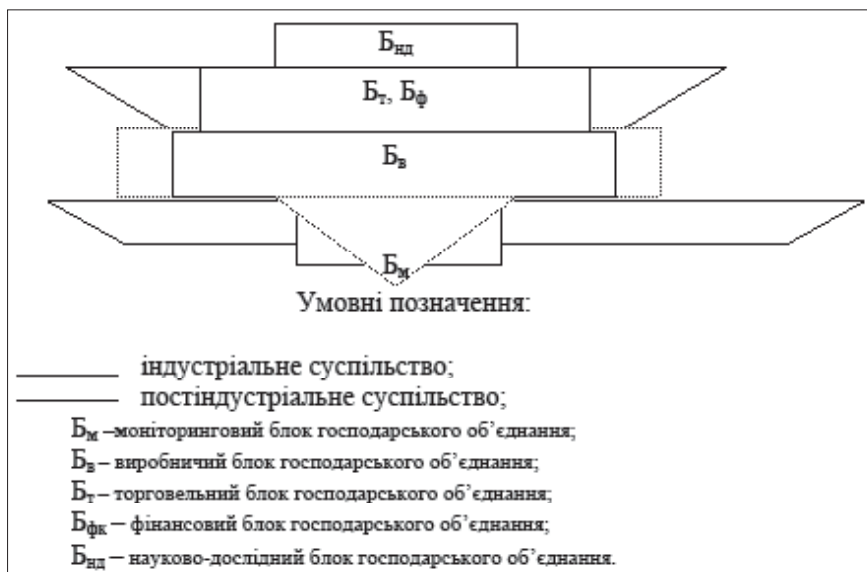 Бнд
Бт, Бф
Бв
Бм
Умовні позначення:
індустріальне суспільство;
постіндустріальне суспільство;
Бм –моніторинговий блок господарського об’єднання;
Бв – виробничий блок господарського об’єднання;
Бт – торговельний блок господарського об’єднання;
Бфк – фінансовий блок господарського об’єднання;
Бнд – науково-дослідний блок господарського об’єднання.